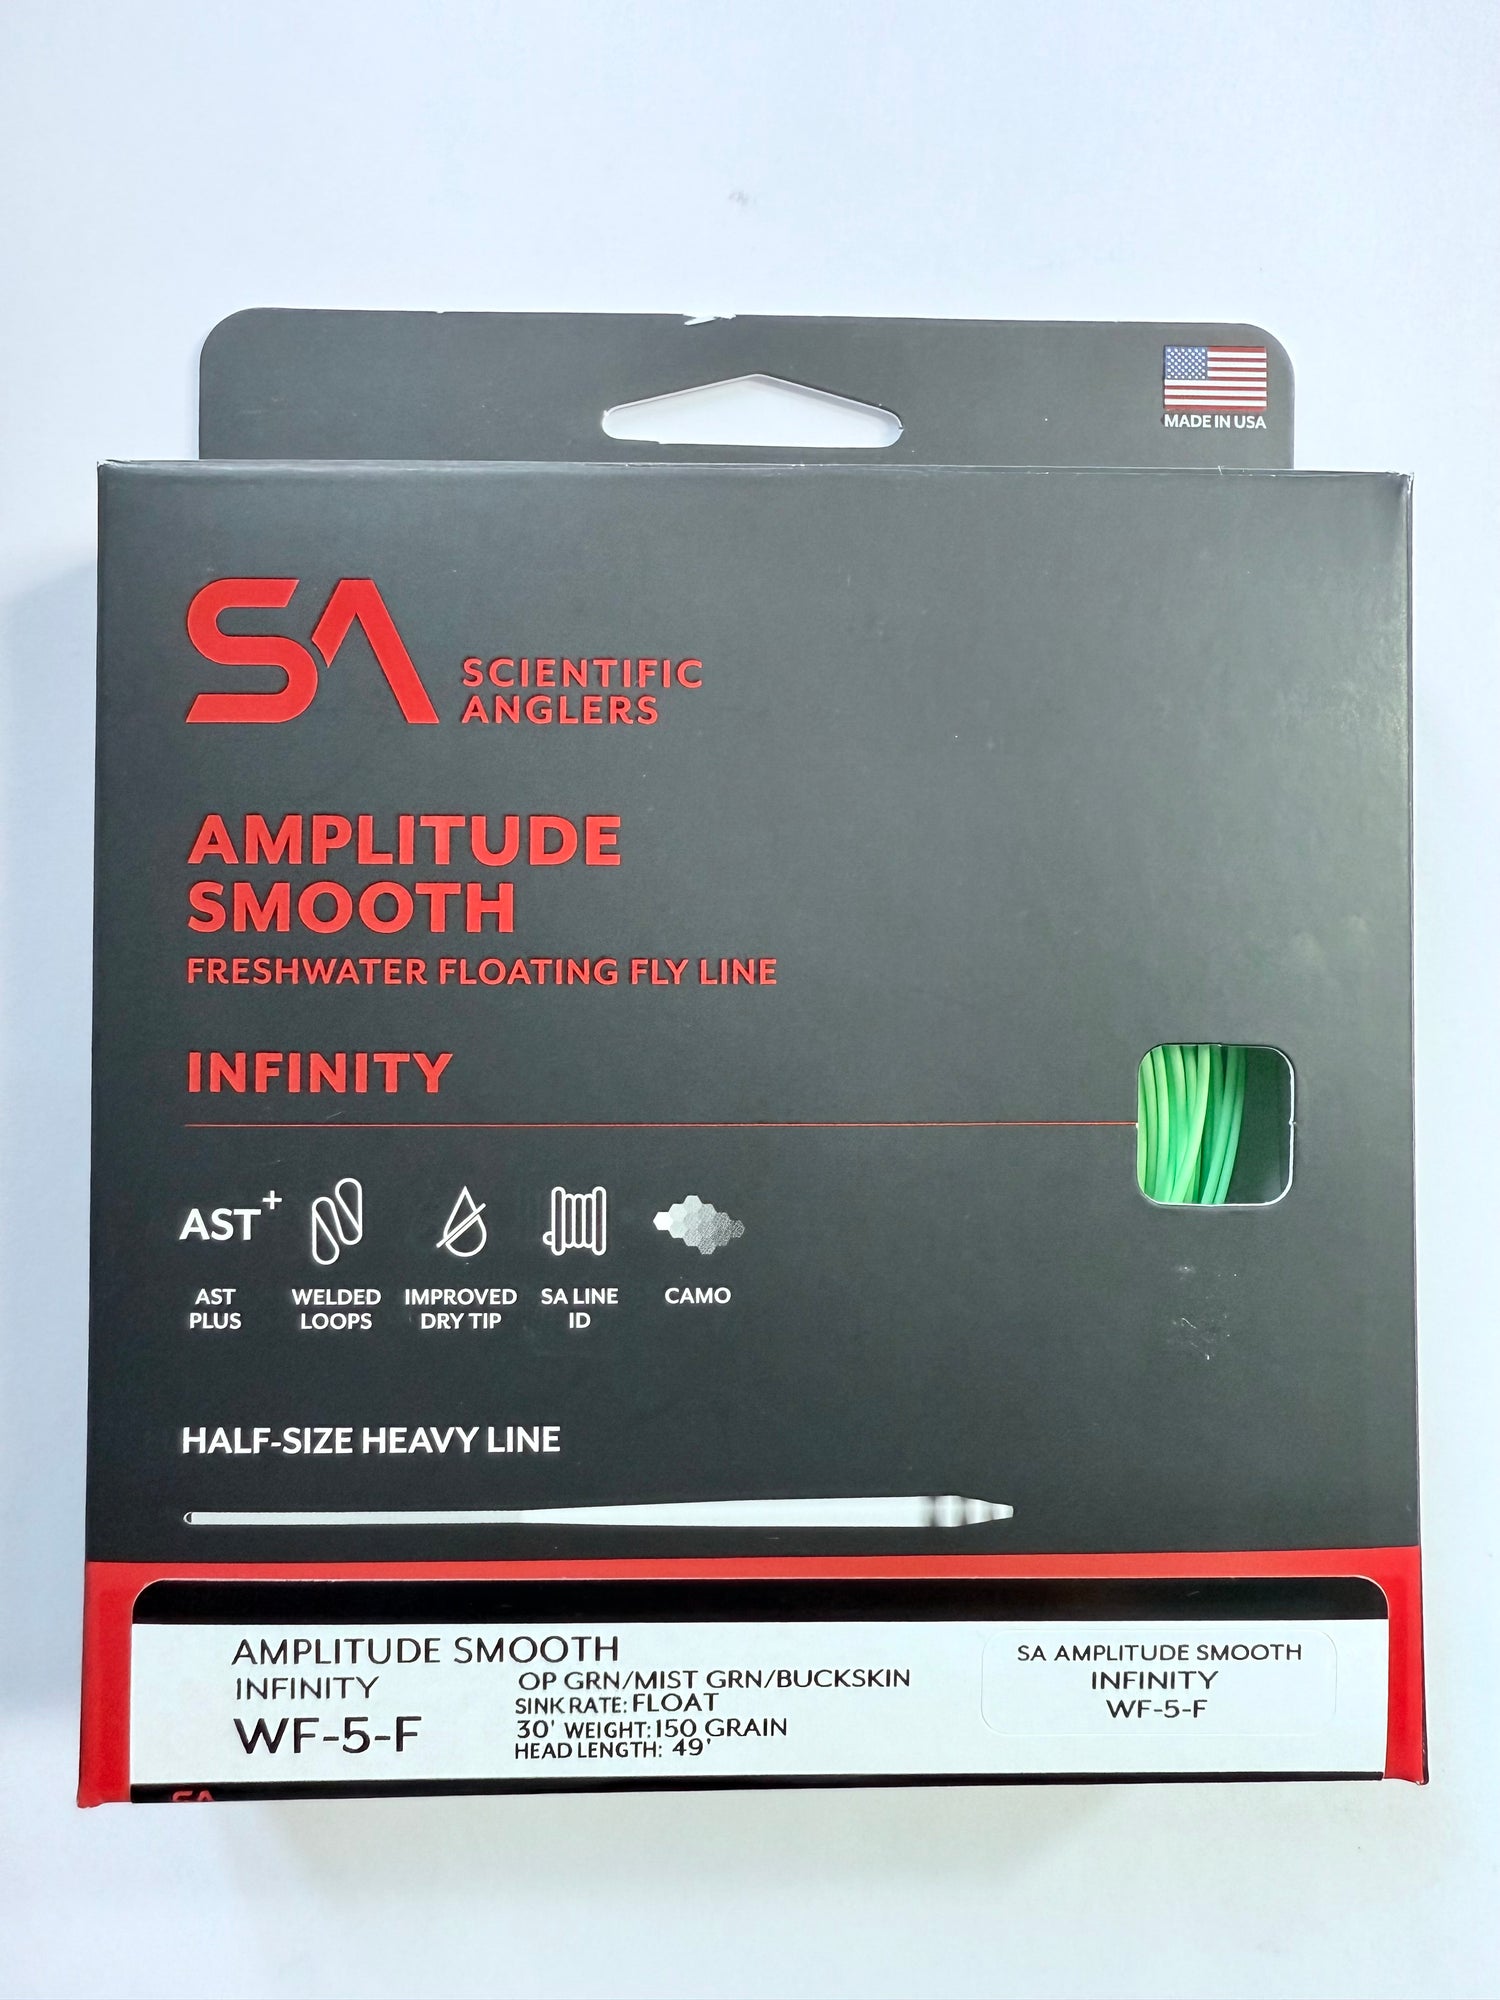 MADE IN USA
SA SCIENTIFIC
ANGLERS
AMPLITUDE
SMOOTH
FRESHWATER FLOATING FLY LINE
INFINITY
AST+
AST
PLUS
WELDED
LOOPS
IMPROVED
DRY TIP
SA LINE
ID
CAMO
HALF-SIZE HEAVY LINE
AMPLITUDE SMOOTH
INFINITY
WF-5-F
OP GRN/MIST GRN/BUCKSKIN
SINK RATE: FLOAT
30' WEIGHT: 150 GRAIN
HEAD LENGTH: 49'
SA AMPLITUDE SMOOTH
INFINITY
WF-5-F
SA